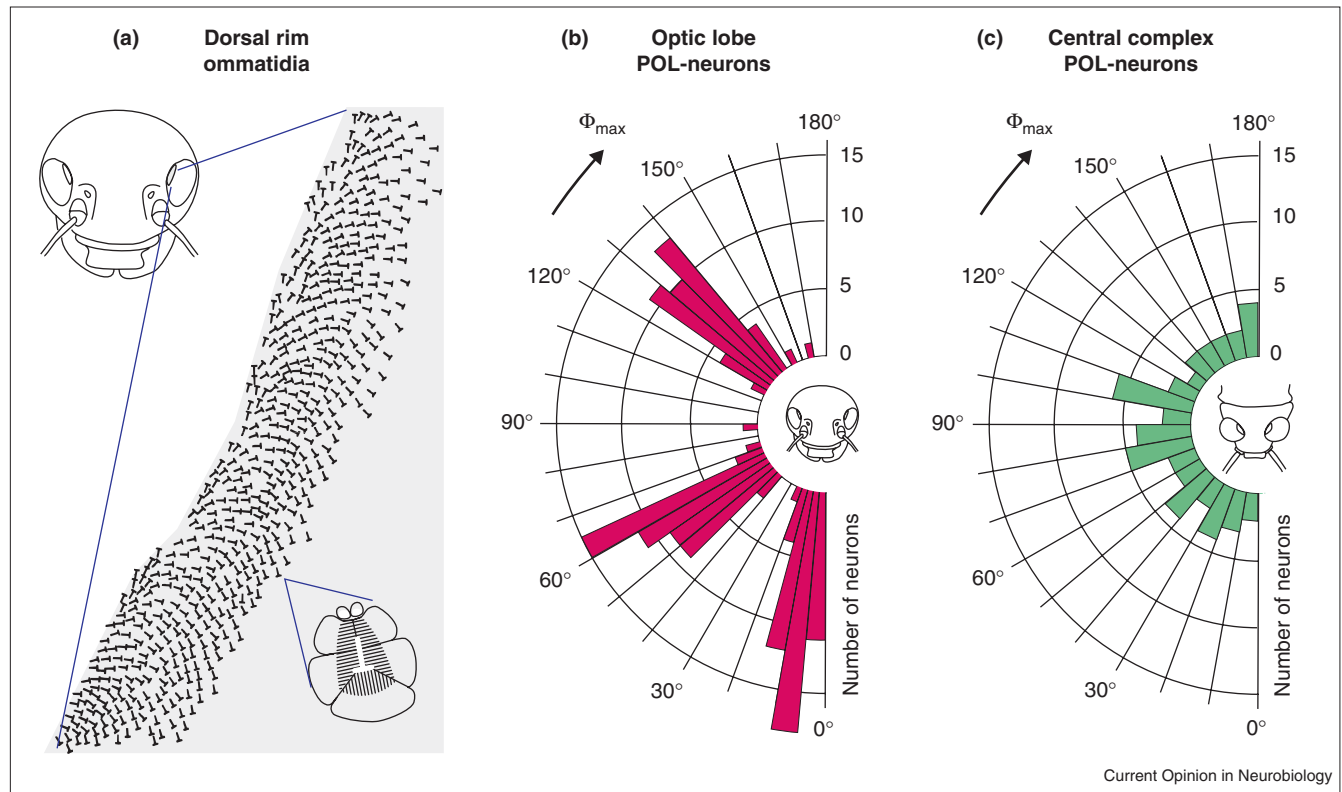 (a) Dorsal rim
ommatidia
(b) Optic lobe
POL-neurons
Φmax
180°
150°
120°
90°
60°
30°
0°
15
10
5
0
Number of neurons
(c) Central complex
POL-neurons
Φmax
180°
150°
120°
90°
60°
30°
0°
15
10
5
0
Number of neurons
Current Opinion in Neurobiology